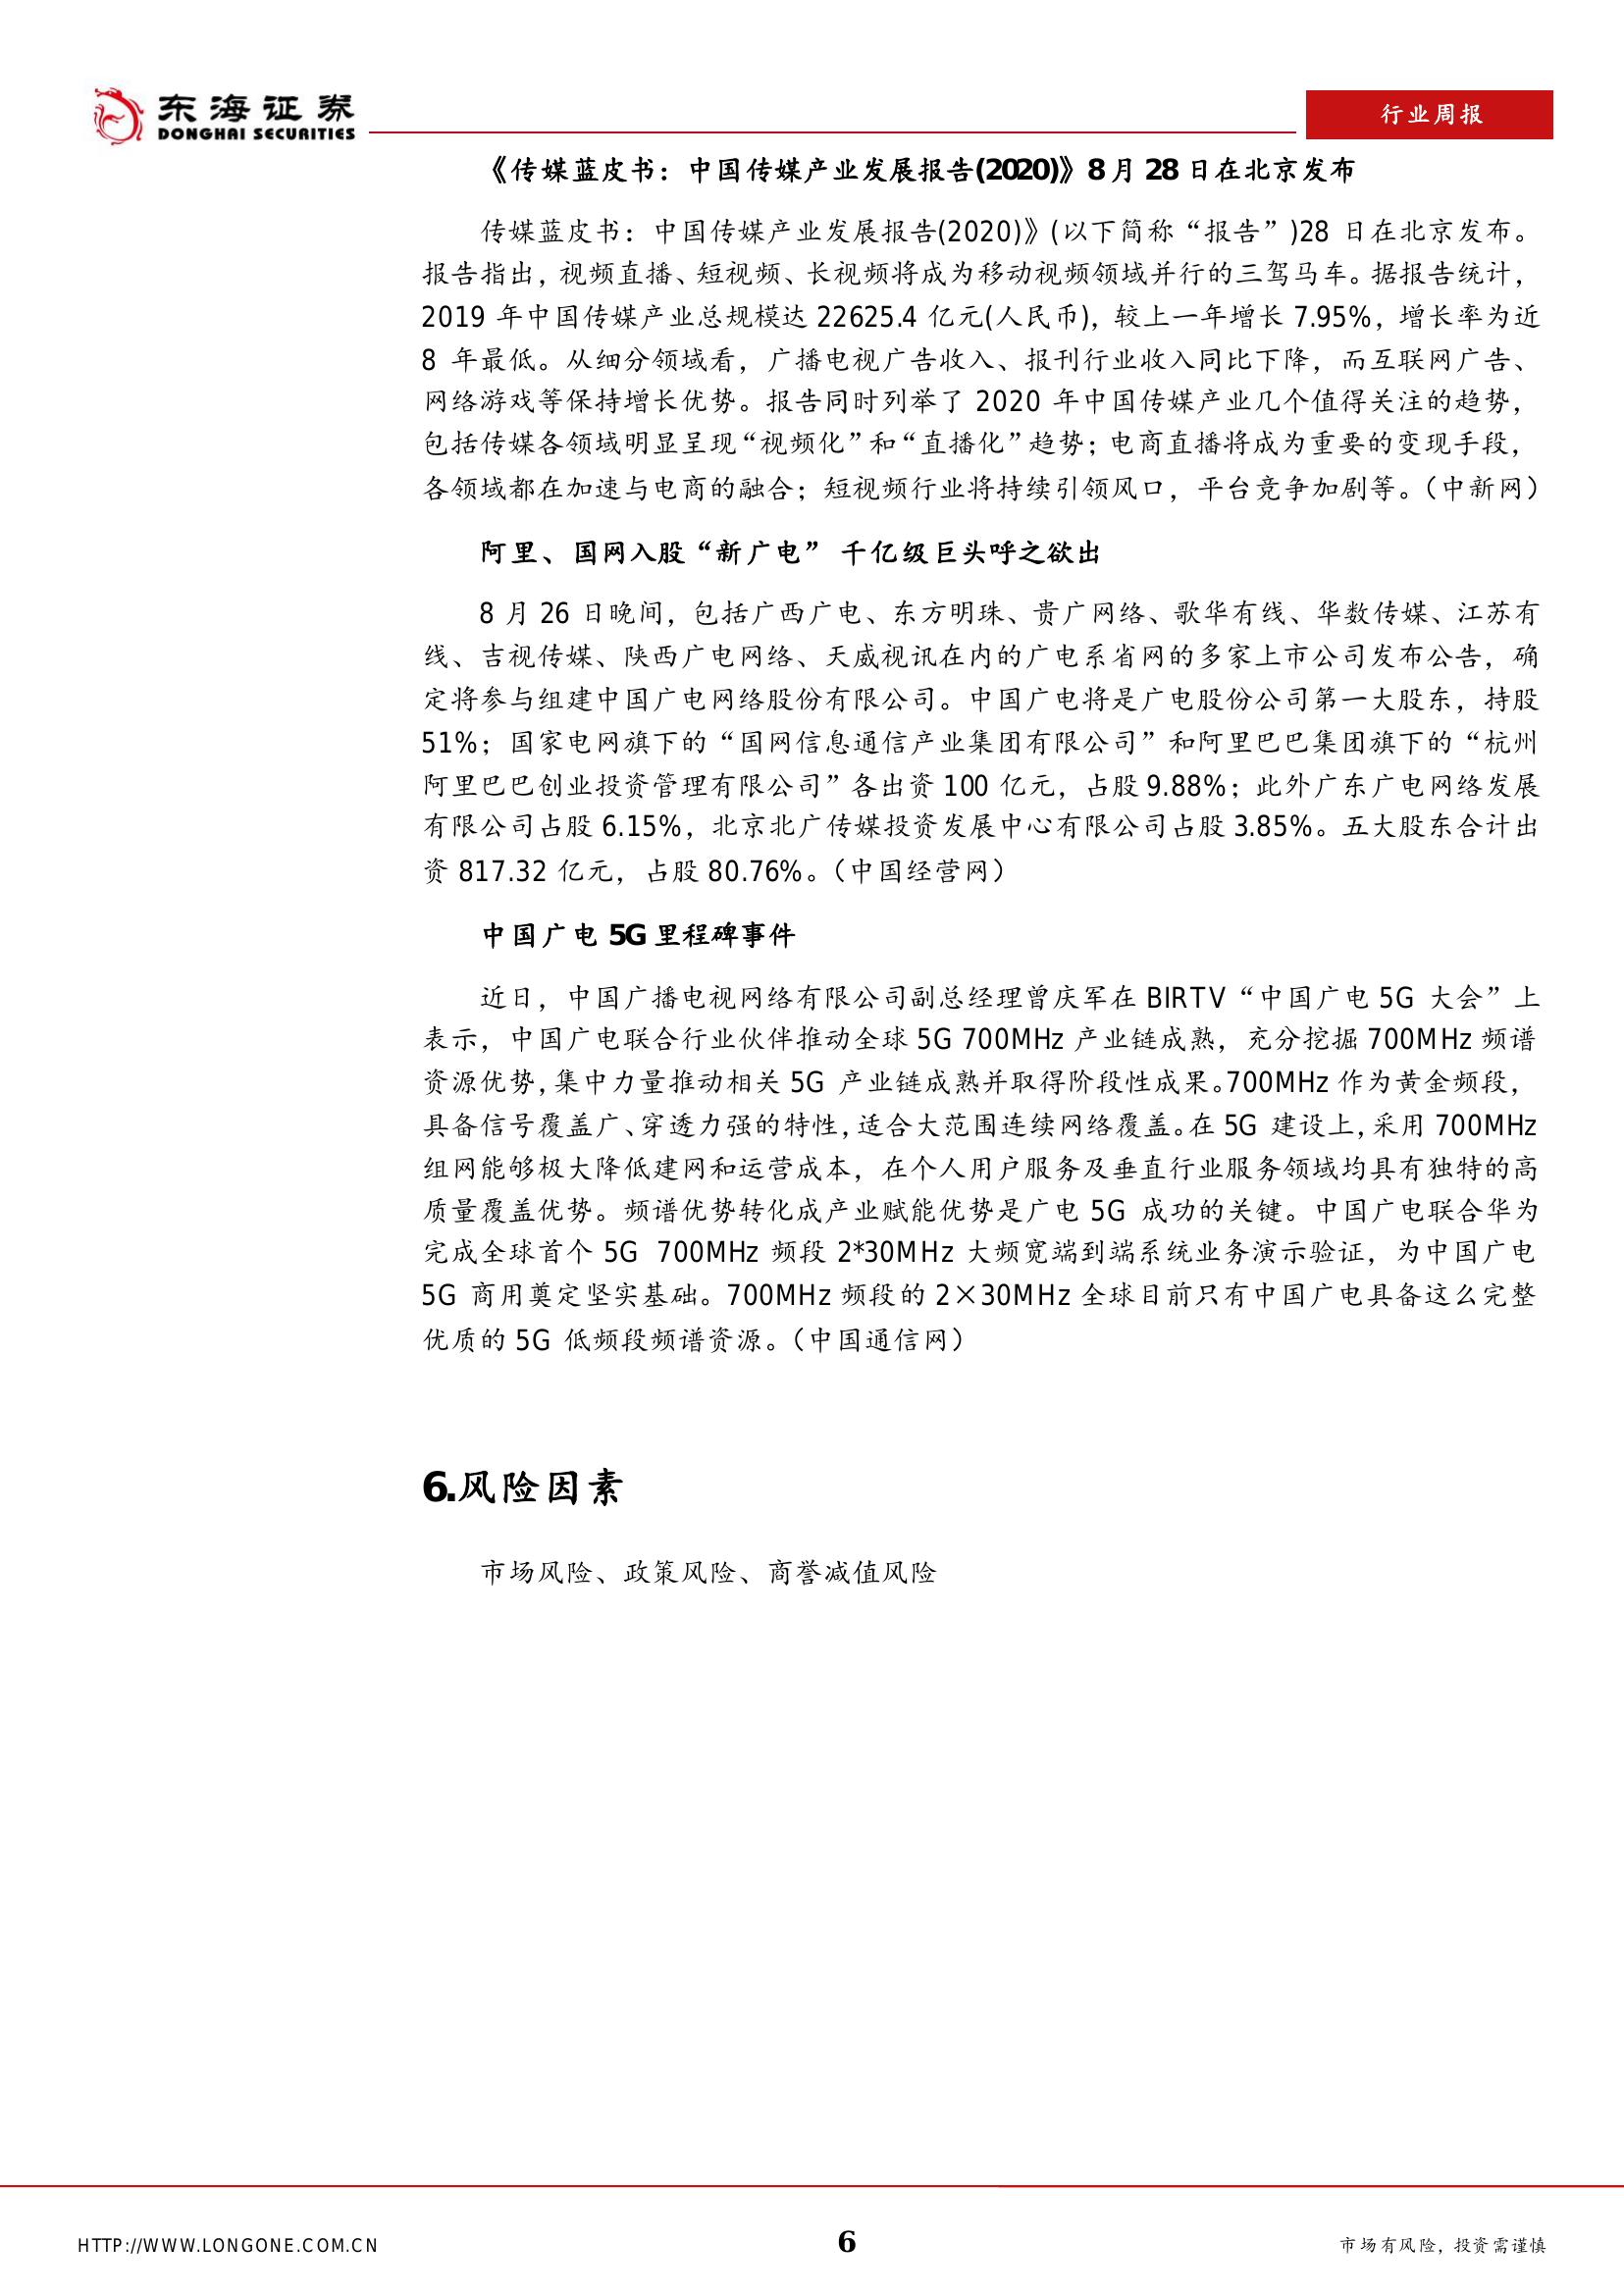 东海证券
DONGHAI SECURITIES
行业周报
《传媒蓝皮书：中国传媒产业发展报告(2020)》8月 28 日在北京发布
传媒蓝皮书：中国传媒产业发展报告(2020)》(以下简称“报告”)28 日在北京发布。
报告指出，视频直播、短视频、长视频将成为移动视频领域并行的三驾马车。据报告统计，
2019 年中国传媒产业总规模达 22625.4 亿元(人民币)，较上一年增长 7.95%，增长率为近
8 年最低。从细分领域看，广播电视广告收入、报刊行业收入同比下降，而互联网广告、
网络游戏等保持增长优势。报告同时列举了 2020 年中国传媒产业几个值得关注的趋势，
包括传媒各领域明显呈现“视频化”和“直播化”趋势；电商直播将成为重要的变现手段，
各领域都在加速与电商的融合；短视频行业将持续引领风口，平台竞争加剧等。（中新网）
阿里、国网入股“新广电” 千亿级巨头呼之欲出
8 月 26 日晚间，包括广西广电、东方明珠、贵广网络、歌华有线、华数传媒、江苏有
线、吉视传媒、陕西广电网络、天威视讯在内的广电系省网的多家上市公司发布公告，确
定将参与组建中国广电网络股份有限公司。中国广电将是广电股份公司第一大股东，持股
51%；国家电网旗下的“国网信息通信产业集团有限公司”和阿里巴巴集团旗下的“杭州
阿里巴巴创业投资管理有限公司”各出资 100 亿元，占股 9.88%；此外广东广电网络发展
有限公司占股 6.15%，北京北广传媒投资发展中心有限公司占股 3.85%。五大股东合计出
资 817.32 亿元，占股 80.76%。（中国经营网）
中国广电 5G 里程碑事件
近日，中国广播电视网络有限公司副总经理曾庆军在 BIRTV“中国广电 5G 大会”上
表示，中国广电联合行业伙伴推动全球 5G 700MHz 产业链成熟，充分挖掘 700MHz 频谱
资源优势，集中力量推动相关 5G 产业链成熟并取得阶段性成果。700MHz 作为黄金频段，
具备信号覆盖广、穿透力强的特性，适合大范围连续网络覆盖。在 5G 建设上，采用 700MHz
组网能够极大降低建网和运营成本，在个人用户服务及垂直行业服务领域均具有独特的高
质量覆盖优势。频谱优势转化成产业赋能优势是广电 5G 成功的关键。中国广电联合华为
完成全球首个 5G 700MHz 频段 2*30MHz 大频宽端到端系统业务演示验证，为中国广电
5G 商用奠定坚实基础。700MHz 频段的 2×30MHz 全球目前只有中国广电具备这么完整
优质的 5G 低频段频谱资源。（中国通信网）
6.风险因素
市场风险、政策风险、商誉减值风险
HTTP://WWW.LONGONE.COM.CN
6
市场有风险，投资需谨慎